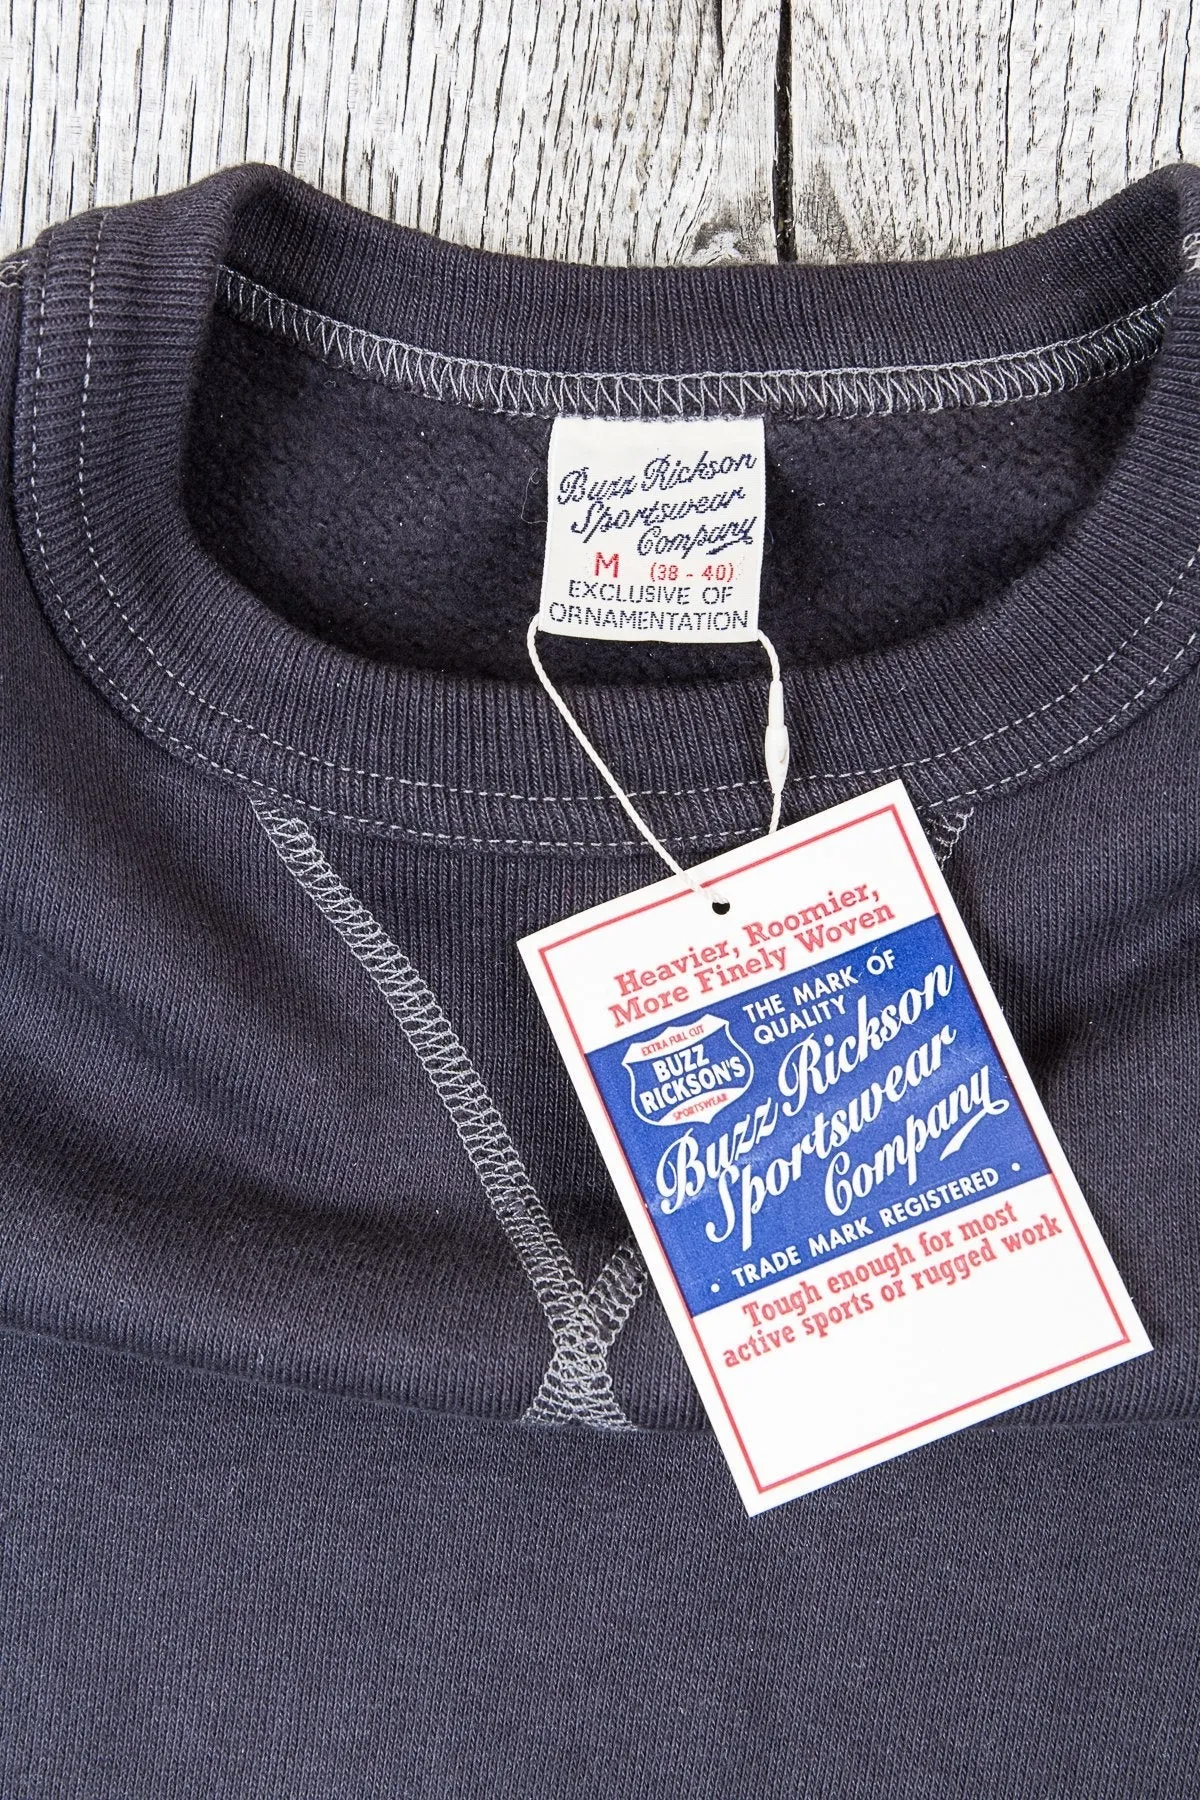 Buzz Rickson
Sportswear
Company
M (38 - 40)
EXCLUSIVE OF
ORNAMENTATION
Heavier, Roomier,
More Finely Woven
THE MARK OF
QUALITY
EXTRA FULL CUT
BUZZ
RICKSON'S
SPORTSWEAR
Buzz Rickson
Sportswear
Company
• TRADE MARK REGISTERED •
Tough enough for most
active sports or rugged work